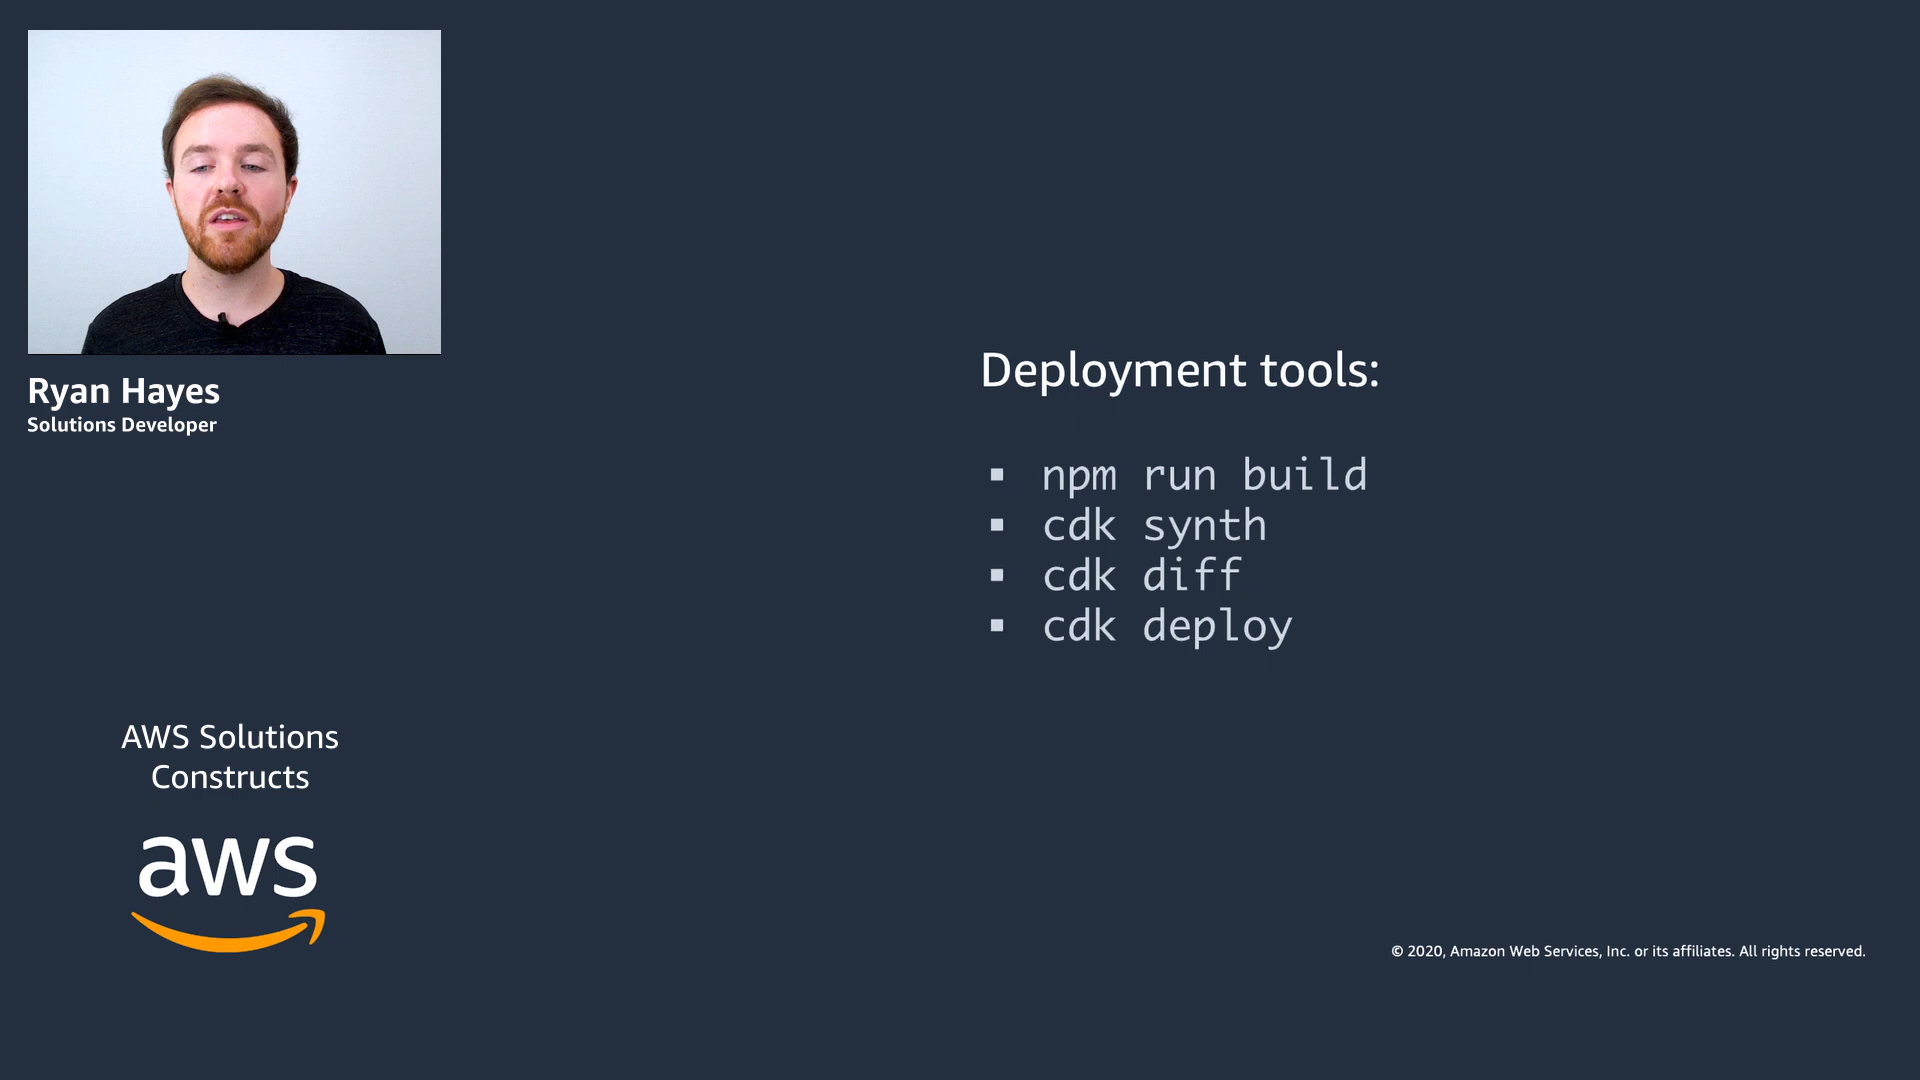 Ryan Hayes
Solutions Developer
Deployment tools:
▪ npm run build
▪ cdk synth
▪ cdk diff
▪ cdk deploy
AWS Solutions
Constructs
aws
© 2020, Amazon Web Services, Inc. or its affiliates. All rights reserved.